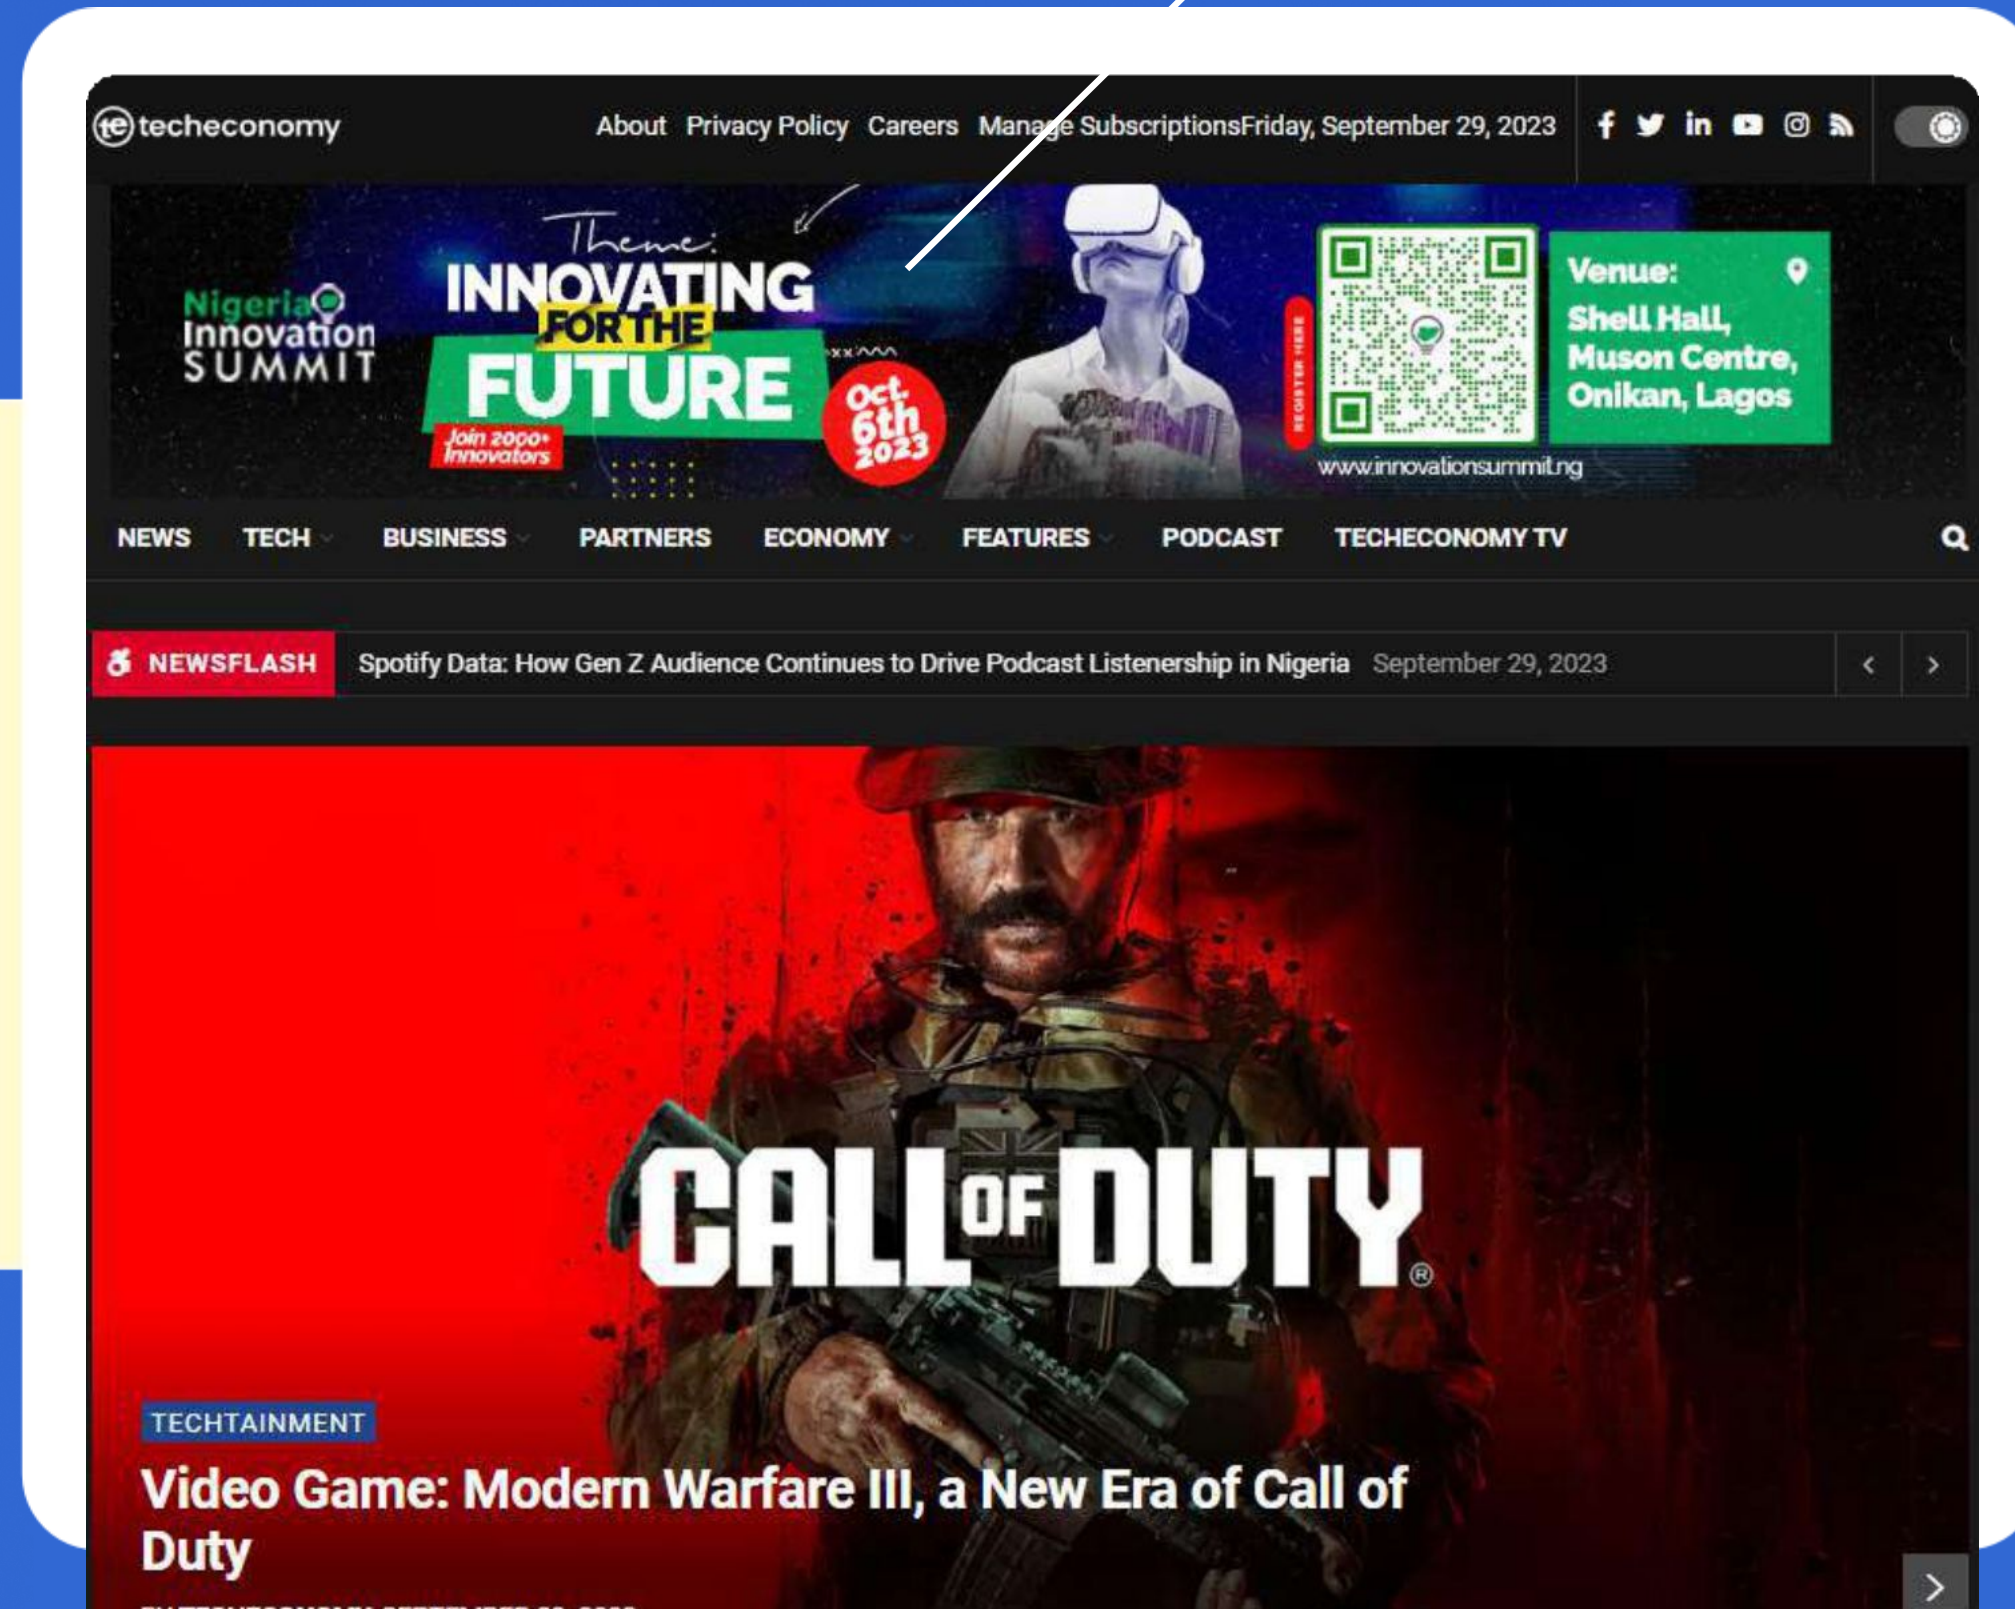 te techeconomy
About Privacy Policy Careers Manage Subscriptions Friday, September 29, 2023
Nigeria
Innovation
SUMMIT
Theme:
INNOVATING
FOR THE
FUTURE
Join 2000+
Innovators
Oct.
6th
2023
REGISTER HERE
www.innovationsummit.ng
Venue:
Shell Hall,
Muson Centre,
Onikan, Lagos
NEWS TECH BUSINESS PARTNERS ECONOMY FEATURES PODCAST TECHECONOMY TV
NEWSFLASH Spotify Data: How Gen Z Audience Continues to Drive Podcast Listenership in Nigeria September 29, 2023
CALL OF DUTY®
TECHTAINMENT
Video Game: Modern Warfare III, a New Era of Call of
Duty